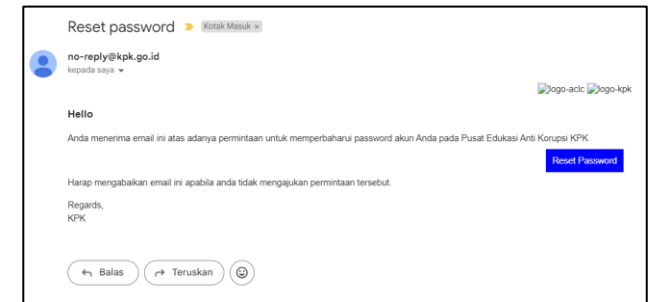 Reset password
Kotak Masuk ×
no-reply@kpk.go.id
kepada saya
logo-aclc logo-kpk
Hello
Anda menerima email ini atas adanya permintaan untuk memperbaharui password akun Anda pada Pusat Edukasi Anti Korupsi KPK
Reset Password
Harap mengabaikan email ini apabila anda tidak mengajukan permintaan tersebut.
Regards,
KPK
Balas
Teruskan